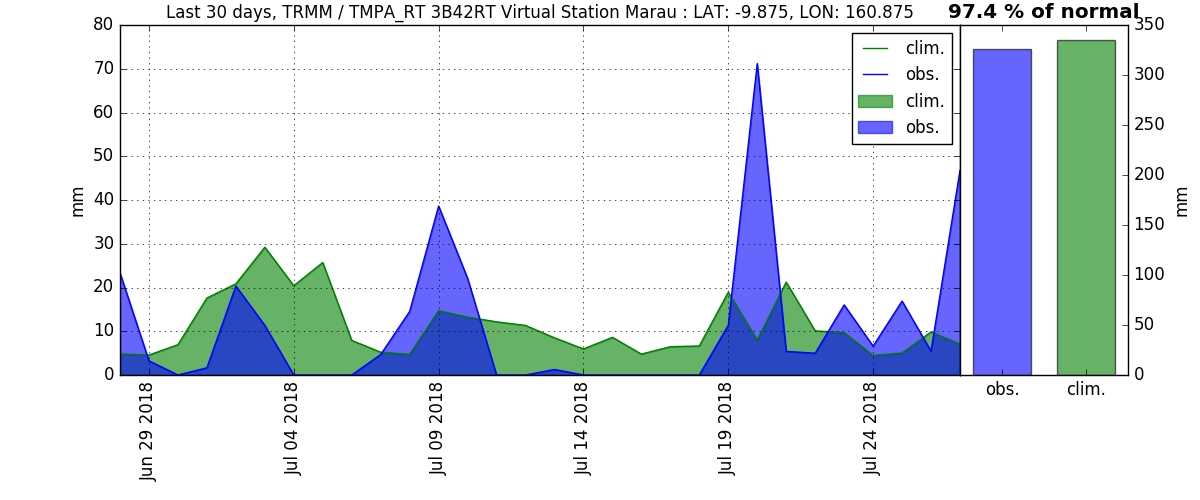 Last 30 days, TRMM / TMPA_RT 3B42RT Virtual Station Marau : LAT: -9.875, LON: 160.875
97.4 % of normal
80
70
60
50
40
30
20
10
0
mm
clim.
obs.
clim.
obs.
Jun 29 2018
Jul 04 2018
Jul 09 2018
Jul 14 2018
Jul 19 2018
Jul 24 2018
350
300
250
200
150
100
50
0
mm
obs.
clim.